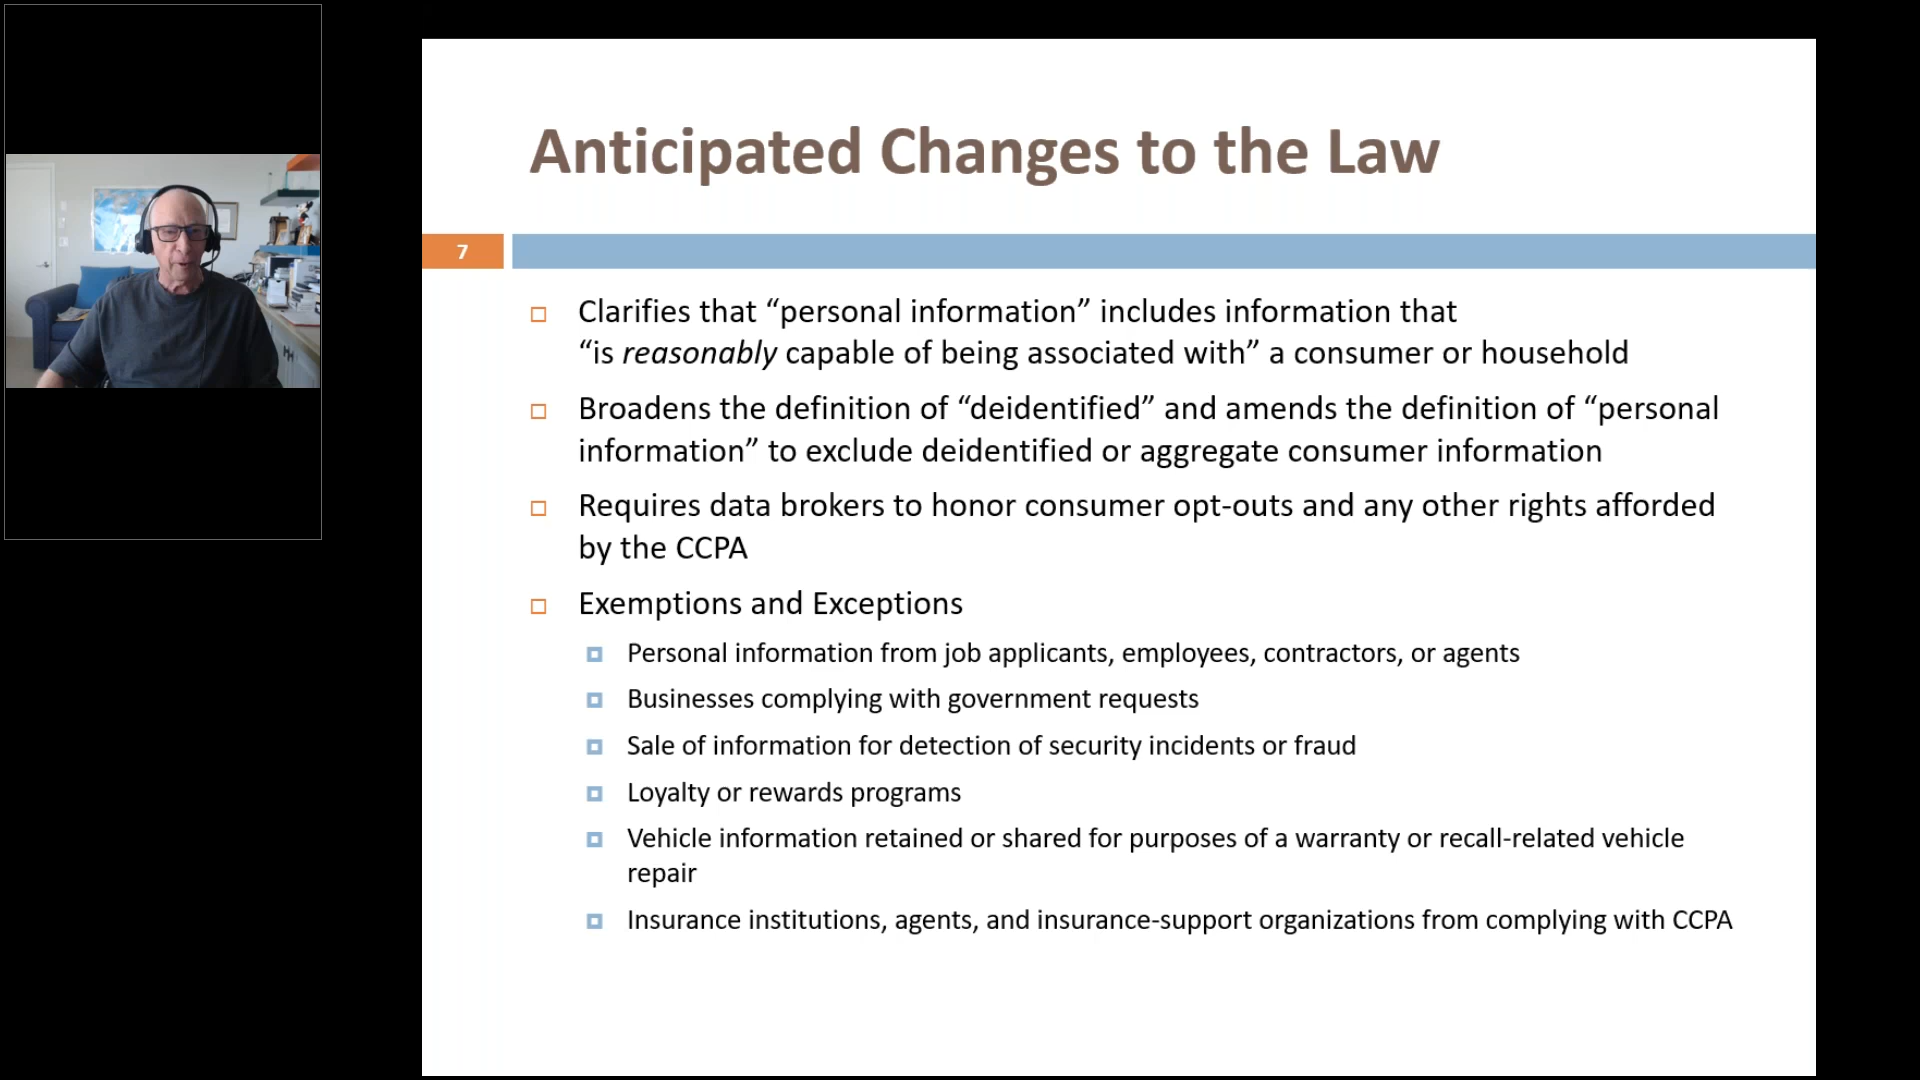 Anticipated Changes to the Law
7
Clarifies that “personal information” includes information that
“is reasonably capable of being associated with” a consumer or household
Broadens the definition of “deidentified” and amends the definition of “personal
information” to exclude deidentified or aggregate consumer information
Requires data brokers to honor consumer opt-outs and any other rights afforded
by the CCPA
Exemptions and Exceptions
Personal information from job applicants, employees, contractors, or agents
Businesses complying with government requests
Sale of information for detection of security incidents or fraud
Loyalty or rewards programs
Vehicle information retained or shared for purposes of a warranty or recall-related vehicle
repair
Insurance institutions, agents, and insurance-support organizations from complying with CCPA